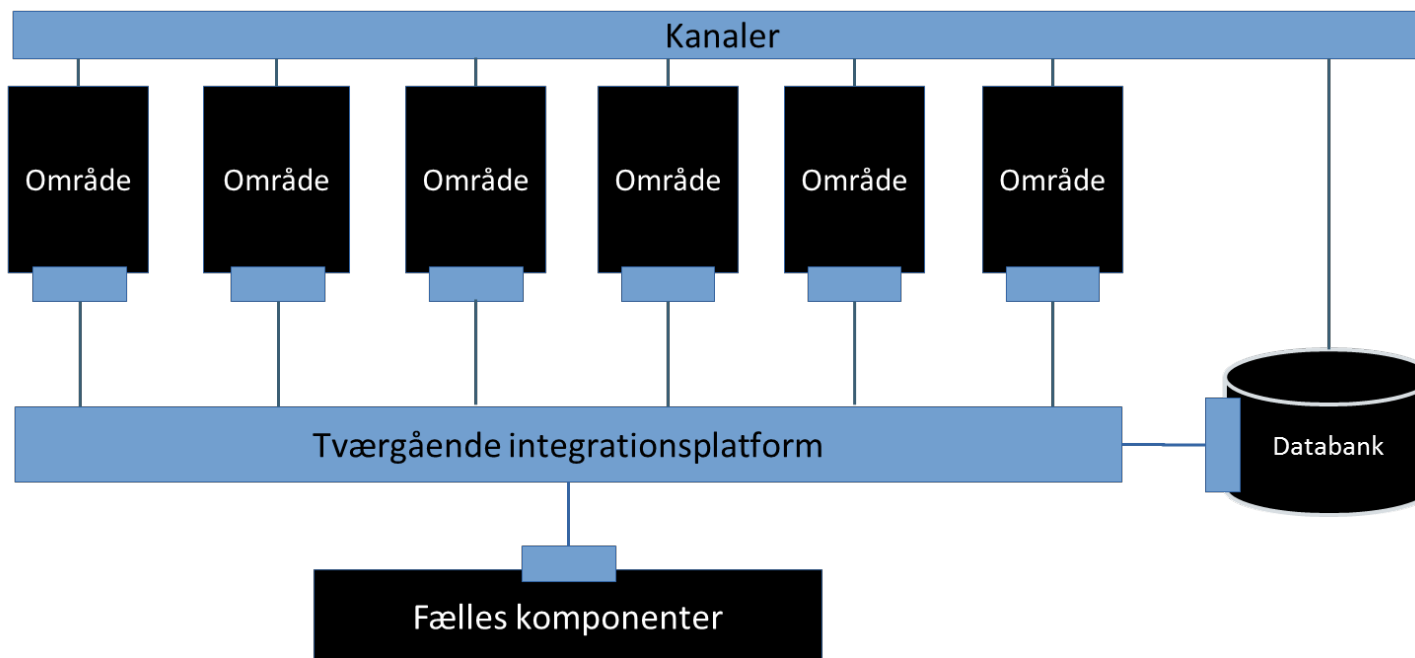 Kanaler
Område
Område
Område
Område
Område
Område
Tværgående integrationsplatform
Databank
Fælles komponenter